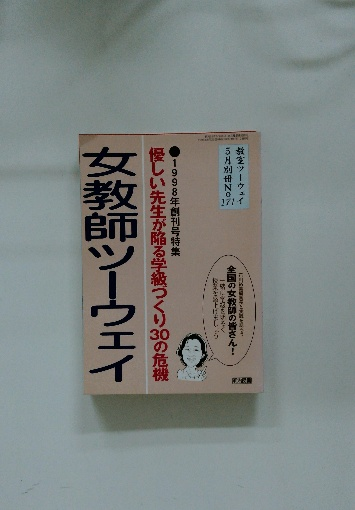 教室ツーウェイ
5月別冊No171
●1998年創刊号特集
優しい先生が陥る学級づくり30の危機
女教師ツーウェイ
全国の女教師の皆さん!